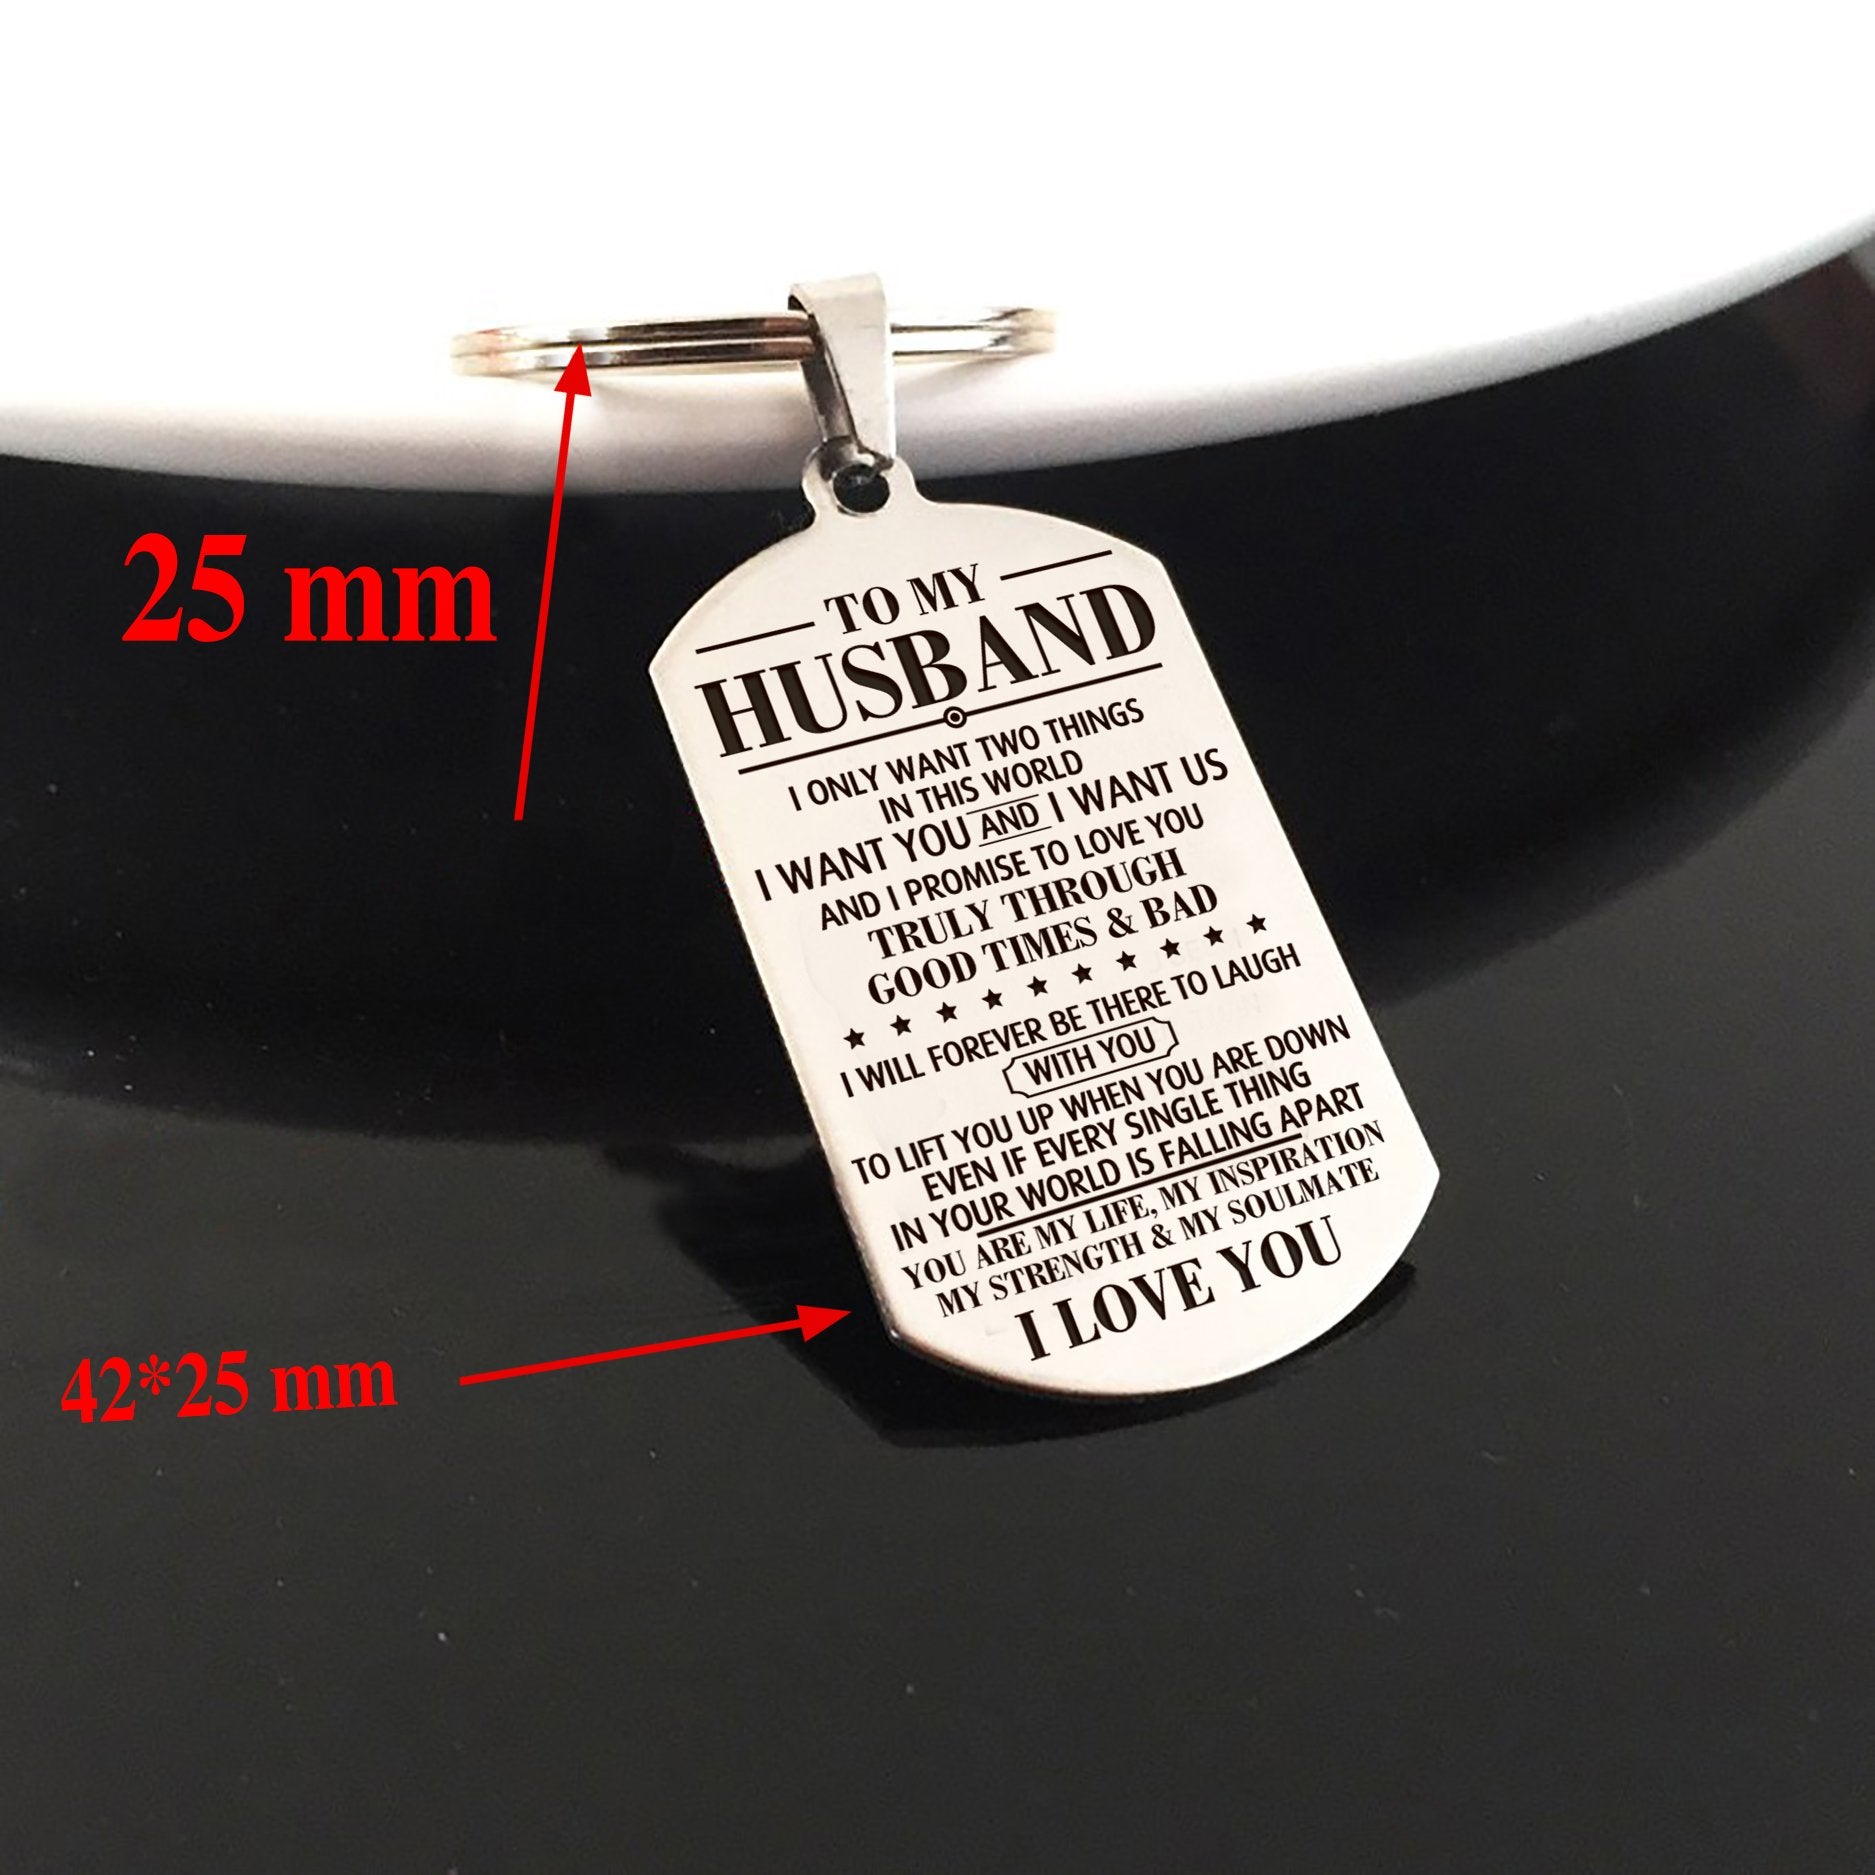 25 mm
TO MY
HUSBAND
I ONLY WANT TWO THINGS
IN THIS WORLD
I WANT YOU AND I WANT US
AND I PROMISE TO LOVE YOU
TRULY THROUGH
GOOD TIMES & BAD
I WILL FOREVER BE THERE TO LAUGH
WITH YOU
TO LIFT YOU UP WHEN YOU ARE DOWN
EVEN IF EVERY SINGLE THING
IN YOUR WORLD IS FALLING APART
YOU ARE MY LIFE, MY INSPIRATION
MY STRENGTH & MY SOULMATE
I LOVE YOU
42*25 mm